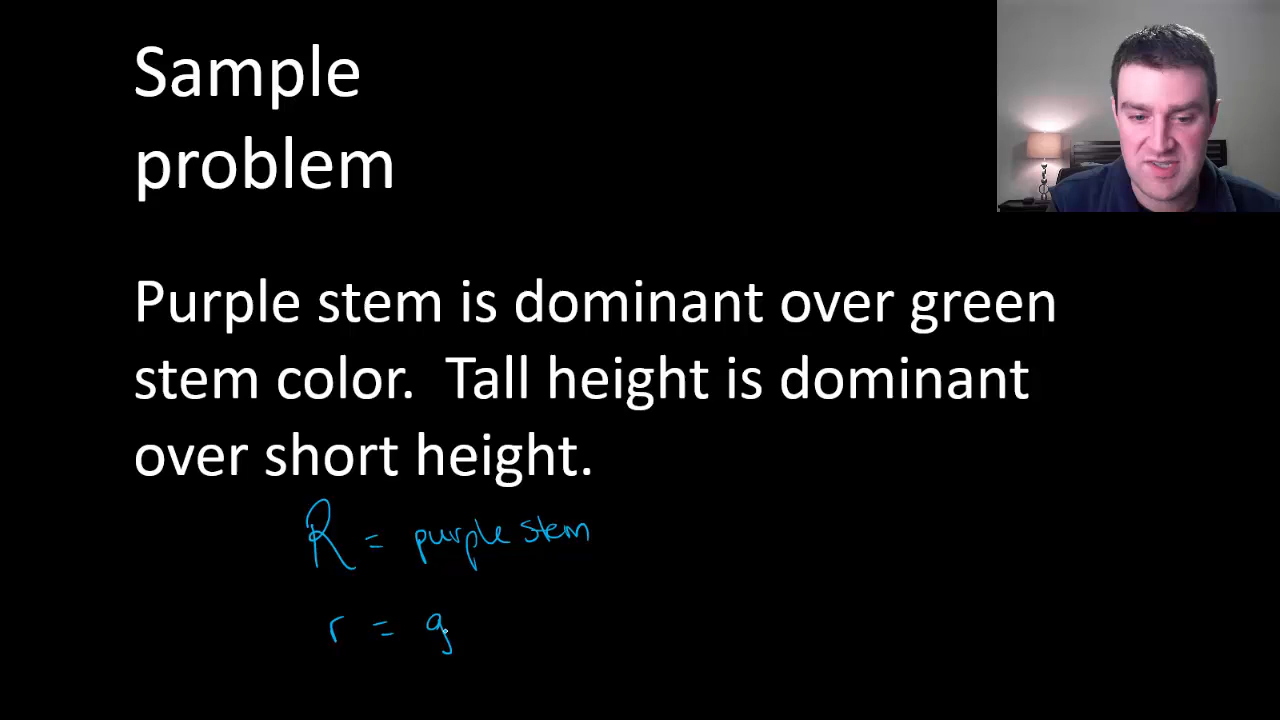 Sample
problem
Purple stem is dominant over green
stem color. Tall height is dominant
over short height.
R = purple stem
r = g